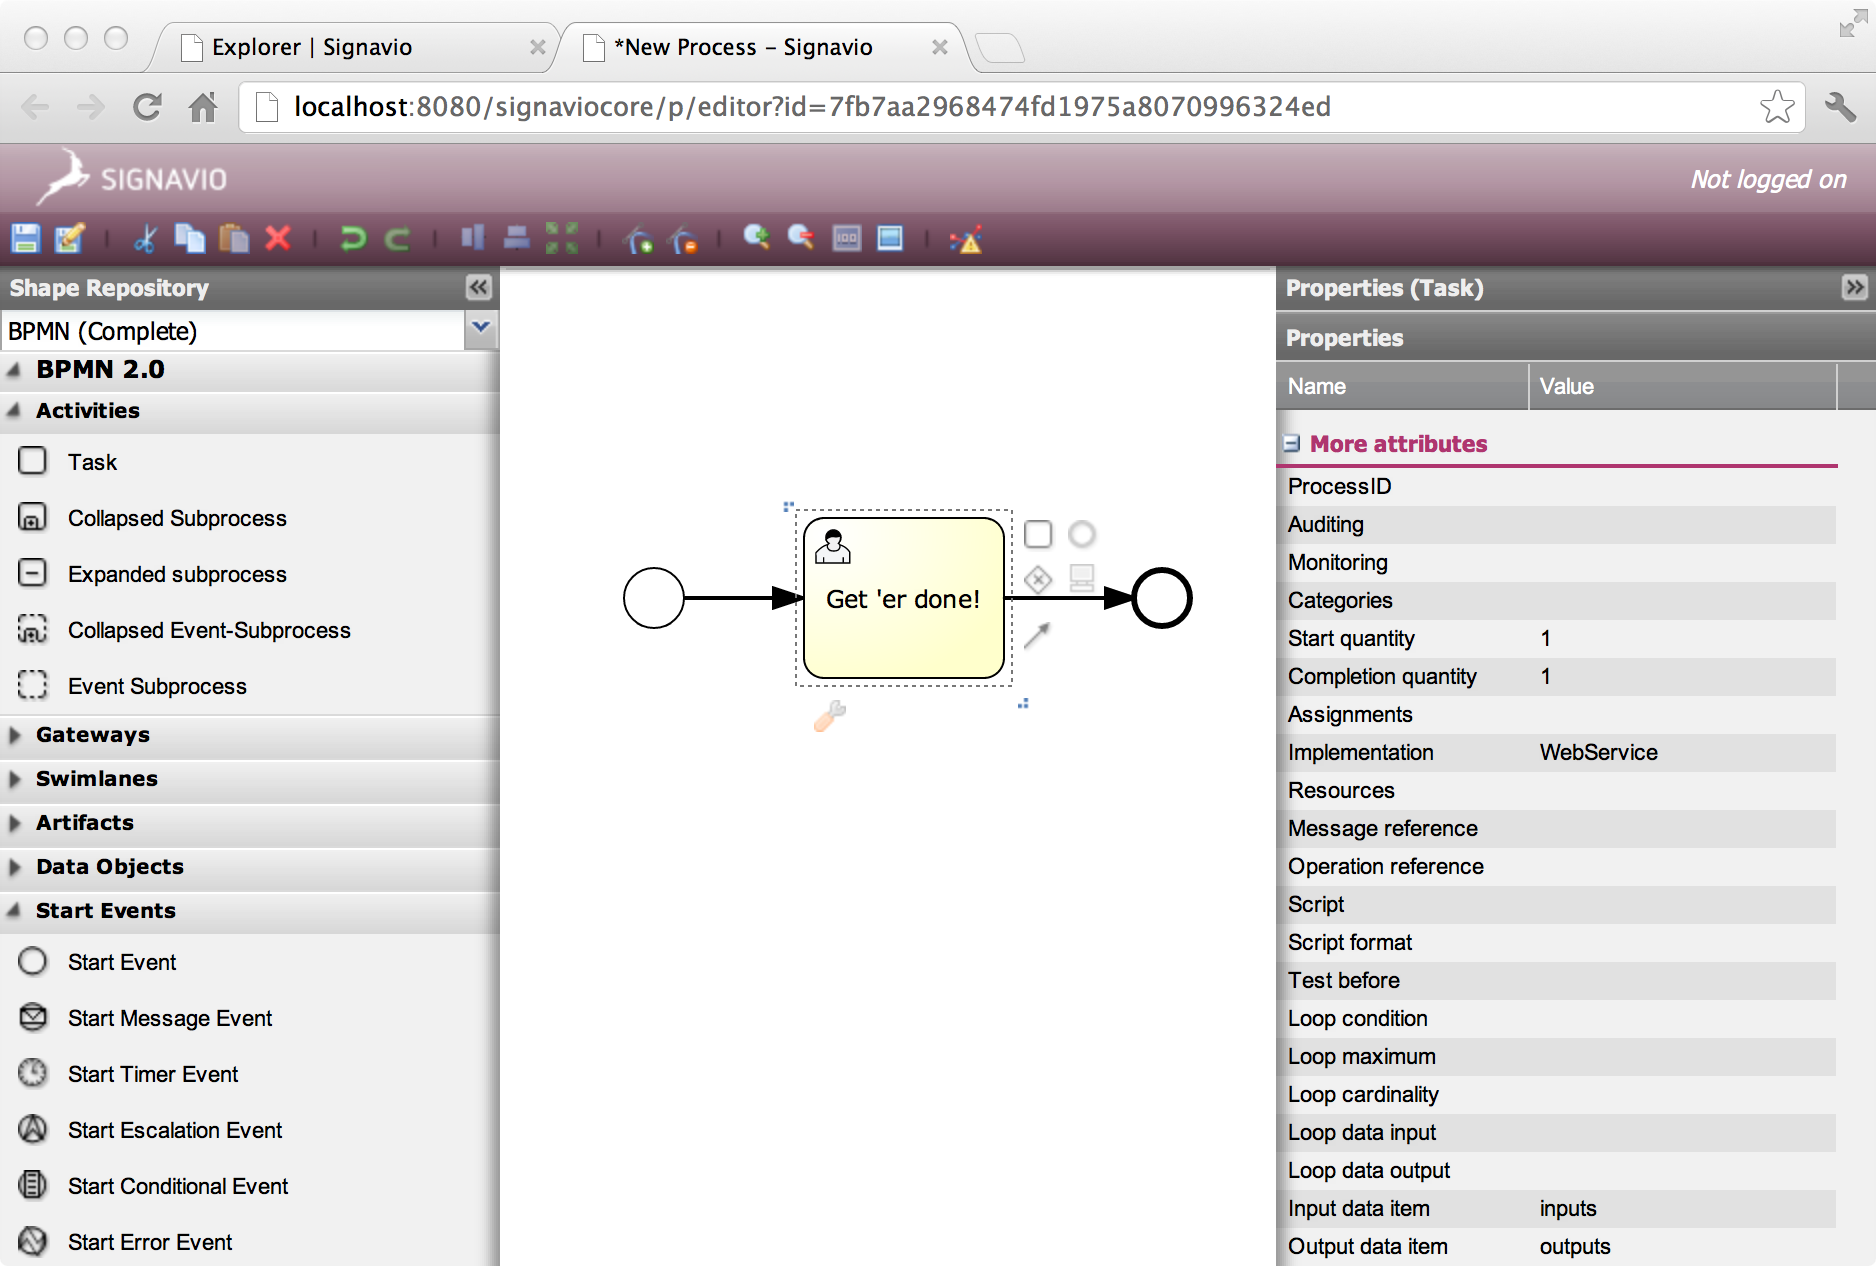 Explorer | Signavio
*New Process – Signavio
localhost:8080/signaviocore/p/editor?id=7fb7aa2968474fd1975a8070996324ed
SIGNAVIO
Not logged on
Shape Repository
BPMN (Complete)
BPMN 2.0
Activities
Task
Collapsed Subprocess
Expanded subprocess
Collapsed Event-Subprocess
Event Subprocess
Gateways
Swimlanes
Artifacts
Data Objects
Start Events
Start Event
Start Message Event
Start Timer Event
Start Escalation Event
Start Conditional Event
Start Error Event
Get 'er done!
Properties (Task)
Properties
Name Value
More attributes
ProcessID
Auditing
Monitoring
Categories
Start quantity 1
Completion quantity 1
Assignments
Implementation WebService
Resources
Message reference
Operation reference
Script
Script format
Test before
Loop condition
Loop maximum
Loop cardinality
Loop data input
Loop data output
Input data item inputs
Output data item outputs